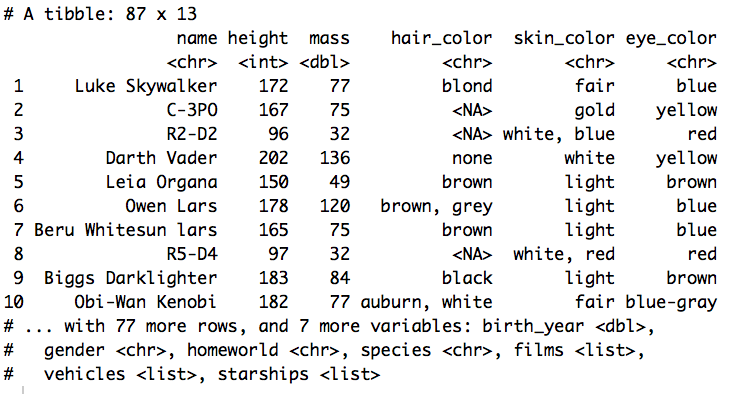 # A tibble: 87 x 13
name height mass hair_color skin_color eye_color
<chr> <int> <dbl> <chr> <chr> <chr>
1 Luke Skywalker 172 77 blond fair blue
2 C-3PO 167 75 <NA> gold yellow
3 R2-D2 96 32 <NA> white, blue red
4 Darth Vader 202 136 none white yellow
5 Leia Organa 150 49 brown light brown
6 Owen Lars 178 120 brown, grey light blue
7 Beru Whitesun lars 165 75 brown light blue
8 R5-D4 97 32 <NA> white, red red
9 Biggs Darklighter 183 84 black light brown
10 Obi-Wan Kenobi 182 77 auburn, white fair blue-gray
# ... with 77 more rows, and 7 more variables: birth_year <dbl>,
# gender <chr>, homeworld <chr>, species <chr>, films <list>,
# vehicles <list>, starships <list>